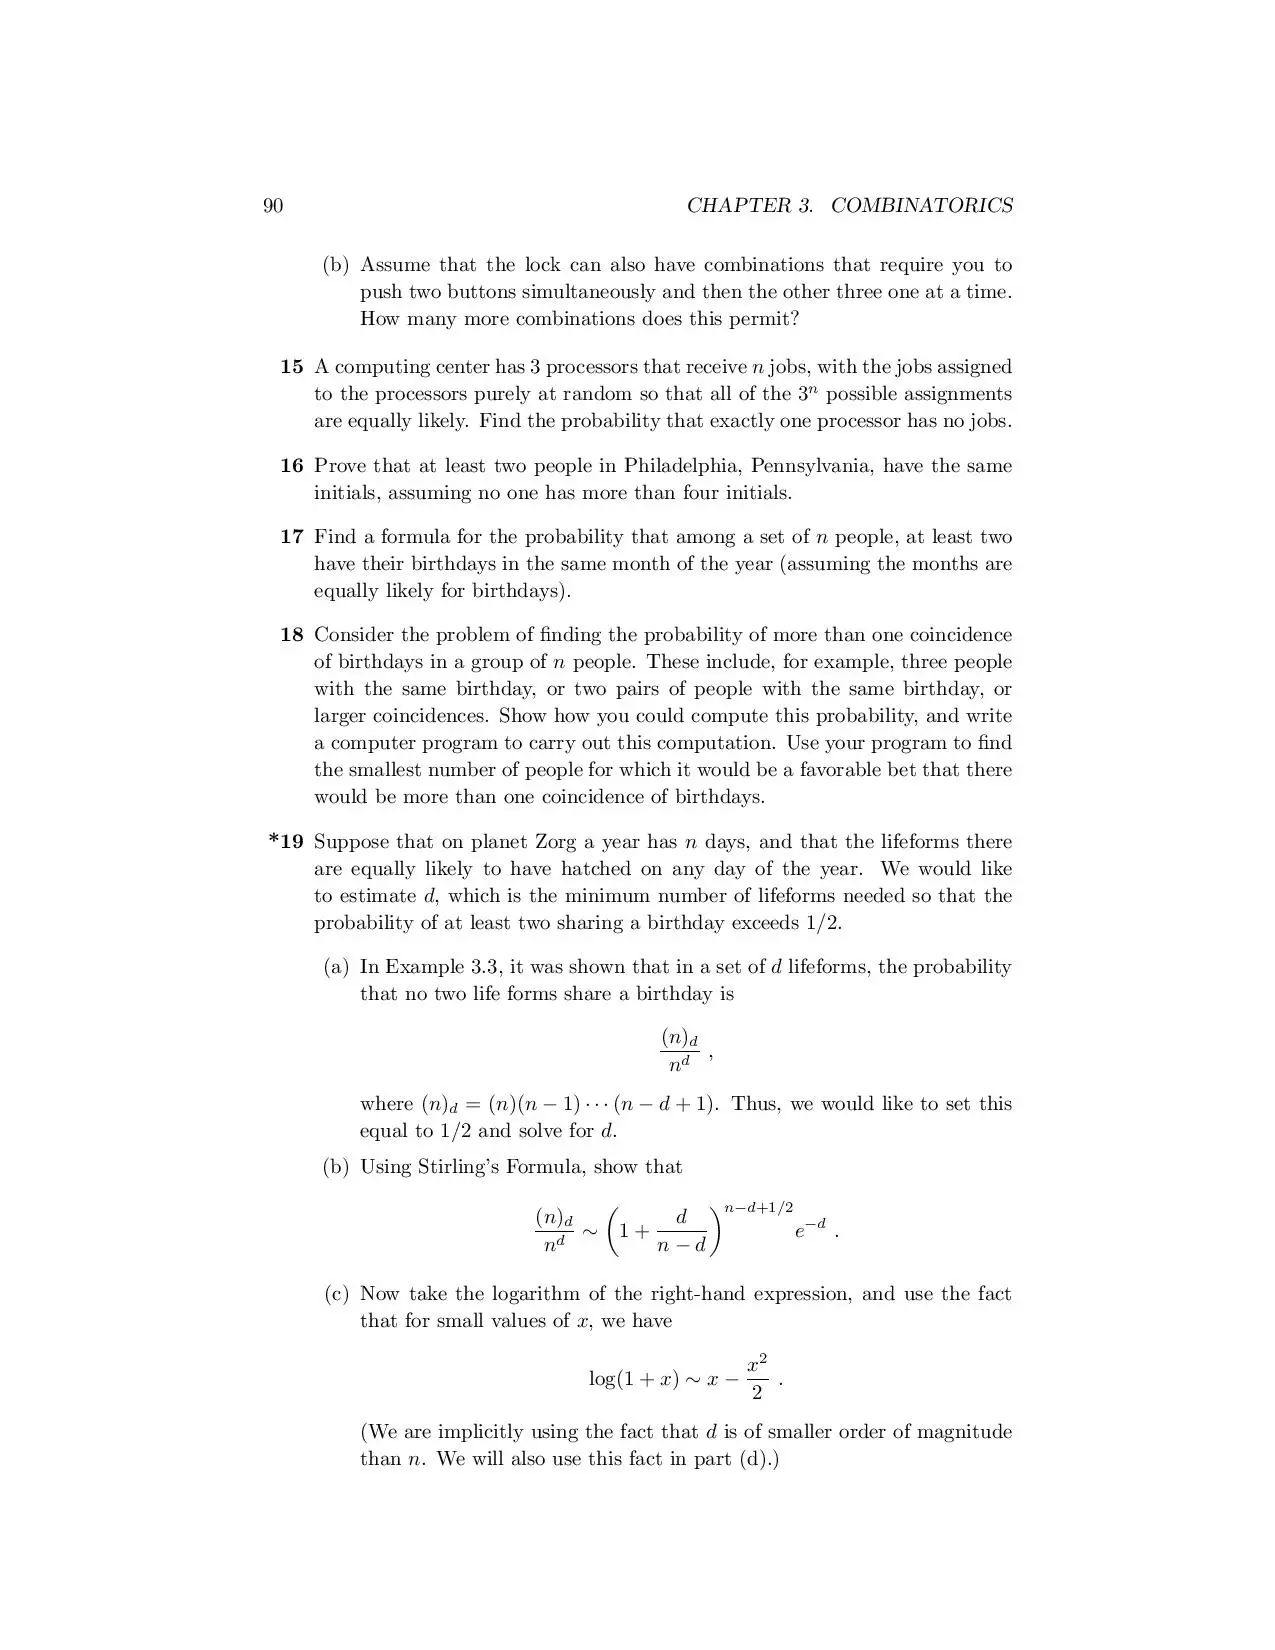 90 CHAPTER 3. COMBINATORICS
(b) Assume that the lock can also have combinations that require you to
push two buttons simultaneously and then the other three one at a time.
How many more combinations does this permit?
15 A computing center has 3 processors that receive n jobs, with the jobs assigned
to the processors purely at random so that all of the 3ⁿ possible assignments
are equally likely. Find the probability that exactly one processor has no jobs.
16 Prove that at least two people in Philadelphia, Pennsylvania, have the same
initials, assuming no one has more than four initials.
17 Find a formula for the probability that among a set of n people, at least two
have their birthdays in the same month of the year (assuming the months are
equally likely for birthdays).
18 Consider the problem of finding the probability of more than one coincidence
of birthdays in a group of n people. These include, for example, three people
with the same birthday, or two pairs of people with the same birthday, or
larger coincidences. Show how you could compute this probability, and write
a computer program to carry out this computation. Use your program to find
the smallest number of people for which it would be a favorable bet that there
would be more than one coincidence of birthdays.
*19 Suppose that on planet Zorg a year has n days, and that the lifeforms there
are equally likely to have hatched on any day of the year. We would like
to estimate d, which is the minimum number of lifeforms needed so that the
probability of at least two sharing a birthday exceeds 1/2.
(a) In Example 3.3, it was shown that in a set of d lifeforms, the probability
that no two life forms share a birthday is
(n)_d / n^d ,
where (n)_d = (n)(n − 1) · · · (n − d + 1). Thus, we would like to set this
equal to 1/2 and solve for d.
(b) Using Stirling's Formula, show that
(n)_d / n^d ∼ (1 + d / (n − d))^(n−d+1/2) e^(−d) .
(c) Now take the logarithm of the right-hand expression, and use the fact
that for small values of x, we have
log(1 + x) ∼ x − x² / 2 .
(We are implicitly using the fact that d is of smaller order of magnitude
than n. We will also use this fact in part (d).)